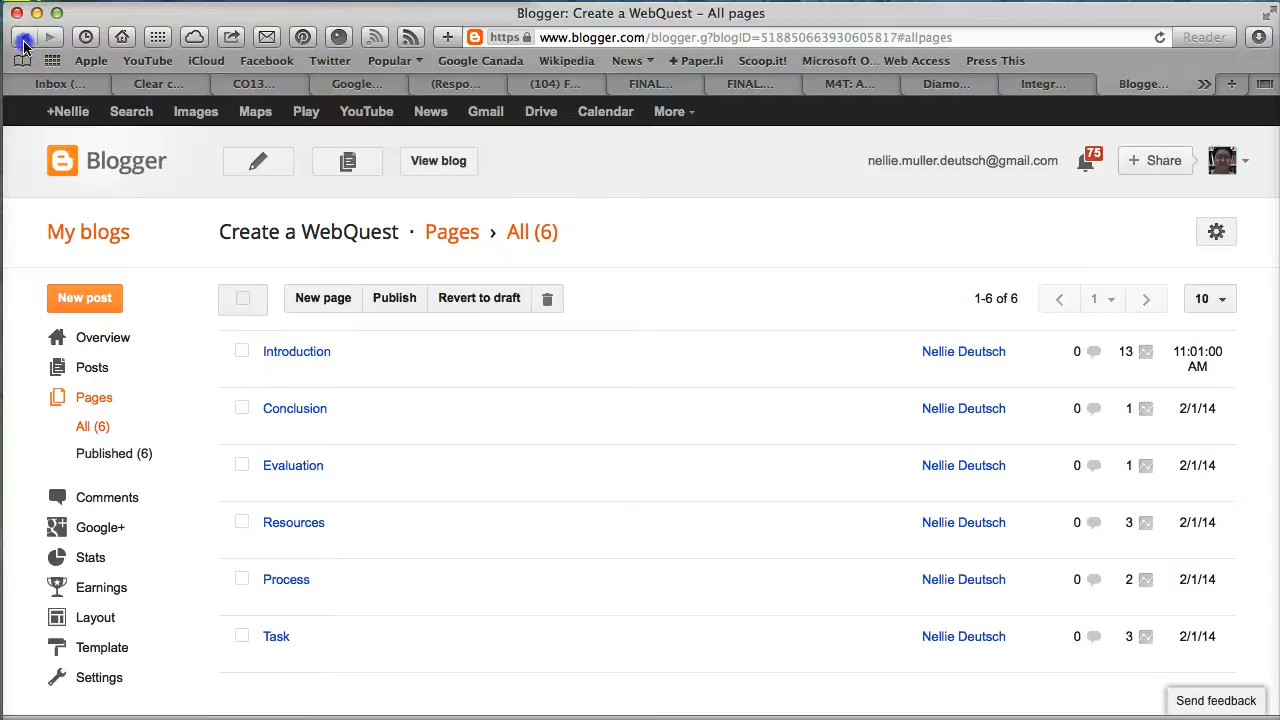 Blogger: Create a WebQuest – All pages
https www.blogger.com/blogger.g?blogID=518850663930605817#allpages Reader
Apple YouTube iCloud Facebook Twitter Popular Google Canada Wikipedia News + Paper.li Scoop.it! Microsoft O... Web Access Press This
Inbox (... Clear c... CO13... Google... (Respo... (104) F... FINAL... FINAL... M4T: A... Diamo... Integr... Blogge... »
+Nellie Search Images Maps Play YouTube News Gmail Drive Calendar More
Blogger View blog nellie.muller.deutsch@gmail.com 75 + Share
My blogs Create a WebQuest · Pages › All (6)
New post New page Publish Revert to draft 1-6 of 6 1 10
Overview
Posts
Pages
All (6)
Published (6)
Comments
Google+
Stats
Earnings
Layout
Template
Settings
Introduction Nellie Deutsch 0 13 11:01:00 AM
Conclusion Nellie Deutsch 0 1 2/1/14
Evaluation Nellie Deutsch 0 1 2/1/14
Resources Nellie Deutsch 0 3 2/1/14
Process Nellie Deutsch 0 2 2/1/14
Task Nellie Deutsch 0 3 2/1/14
Send feedback